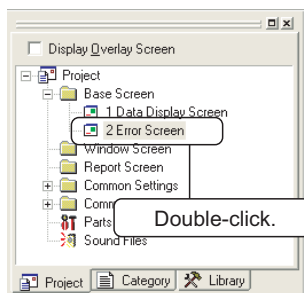 Display Overlay Screen
Project
Base Screen
1 Data Display Screen
2 Error Screen
Window Screen
Report Screen
Common Settings
Comm
Parts
Sound Files
Double-click.
Project Category Library